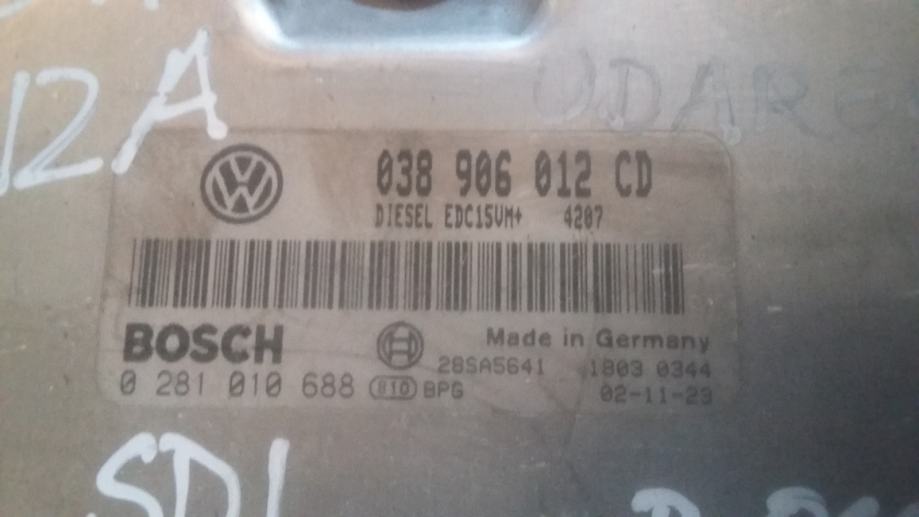 12A
038 906 012 CD
DIESEL EDC15VM+ 4207
BOSCH
Made in Germany
28SA5641 1803 0344
0 281 010 688 810 BPG
02-11-23
SDI